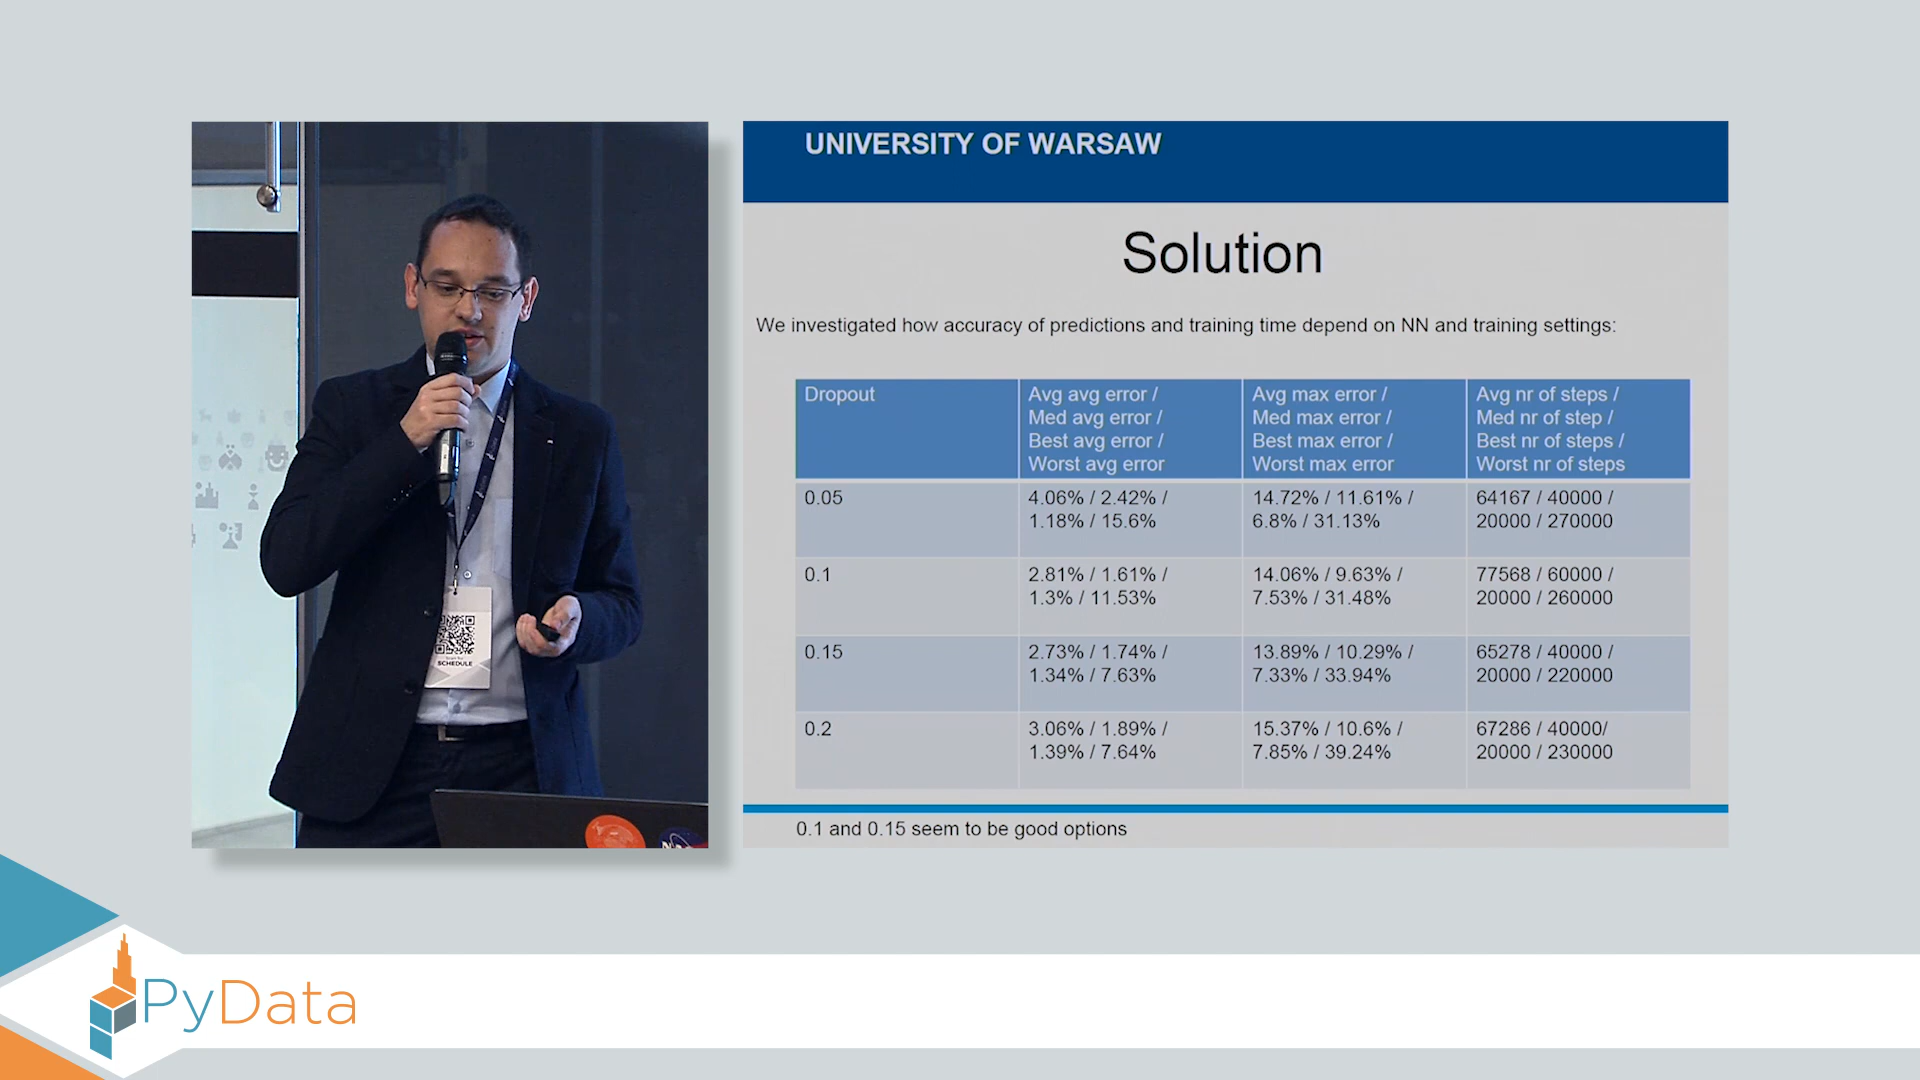 UNIVERSITY OF WARSAW
Solution
We investigated how accuracy of predictions and training time depend on NN and training settings:
Dropout
Avg avg error /
Med avg error /
Best avg error /
Worst avg error
Avg max error /
Med max error /
Best max error /
Worst max error
Avg nr of steps /
Med nr of step /
Best nr of steps /
Worst nr of steps
0.05
4.06% / 2.42% /
1.18% / 15.6%
14.72% / 11.61% /
6.8% / 31.13%
64167 / 40000 /
20000 / 270000
0.1
2.81% / 1.61% /
1.3% / 11.53%
14.06% / 9.63% /
7.53% / 31.48%
77568 / 60000 /
20000 / 260000
0.15
2.73% / 1.74% /
1.34% / 7.63%
13.89% / 10.29% /
7.33% / 33.94%
65278 / 40000 /
20000 / 220000
0.2
3.06% / 1.89% /
1.39% / 7.64%
15.37% / 10.6% /
7.85% / 39.24%
67286 / 40000/
20000 / 230000
0.1 and 0.15 seem to be good options
SCHEDULE
PyData